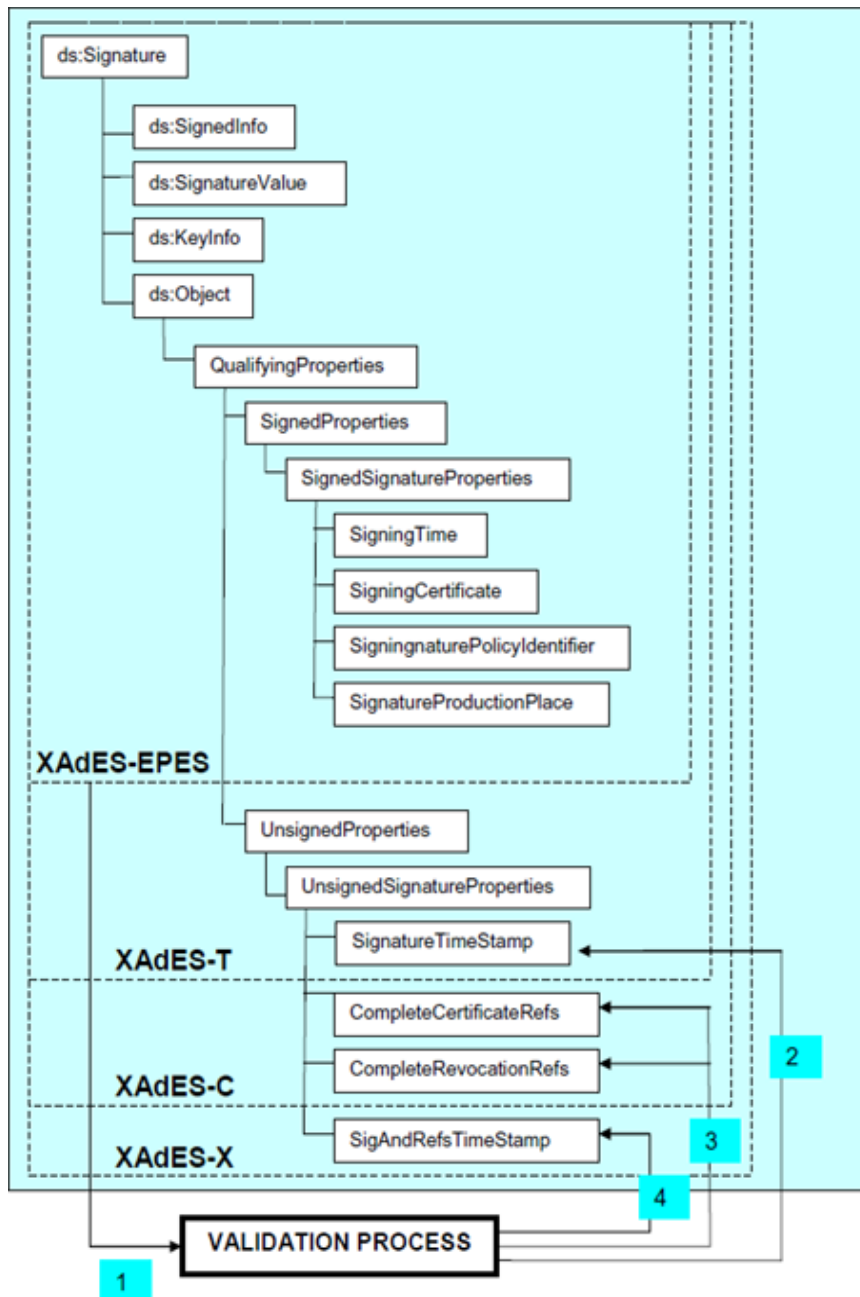 ds:Signature
ds:SignedInfo
ds:SignatureValue
ds:KeyInfo
ds:Object
QualifyingProperties
SignedProperties
SignedSignatureProperties
SigningTime
SigningCertificate
SigningnaturePolicyIdentifier
SignatureProductionPlace
XAdES-EPES
UnsignedProperties
UnsignedSignatureProperties
SignatureTimeStamp
XAdES-T
CompleteCertificateRefs
2
CompleteRevocationRefs
XAdES-C
SigAndRefsTimeStamp
3
XAdES-X
4
VALIDATION PROCESS
1